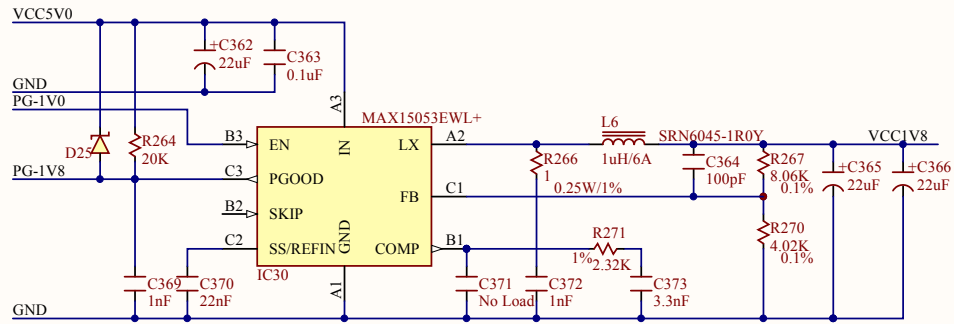 VCC5V0
+C362
22uF
C363
0.1uF
GND
PG-1V0
A3
MAX15053EWL+
L6
SRN6045-1R0Y
VCC1V8
D25
R264
20K
B3
EN
IN
LX
A2
1uH/6A
R266
1
0.25W/1%
C364
100pF
R267
8.06K
0.1%
+C365
22uF
+C366
22uF
PG-1V8
C3
PGOOD
FB
C1
B2
SKIP
R270
4.02K
0.1%
C2
SS/REFIN
GND
COMP
B1
R271
1%
2.32K
IC30
A1
C369
1nF
C370
22nF
C371
No Load
C372
1nF
C373
3.3nF
GND